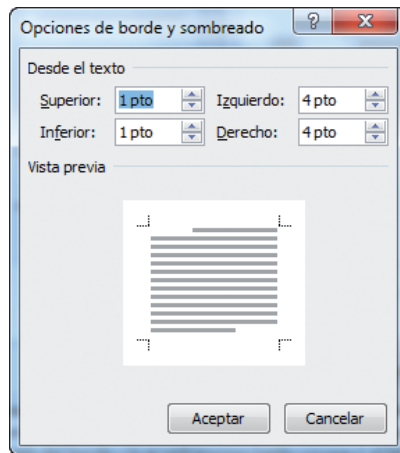 Opciones de borde y sombreado
Desde el texto
Superior: 1 pto Izquierdo: 4 pto
Inferior: 1 pto Derecho: 4 pto
Vista previa
Aceptar Cancelar